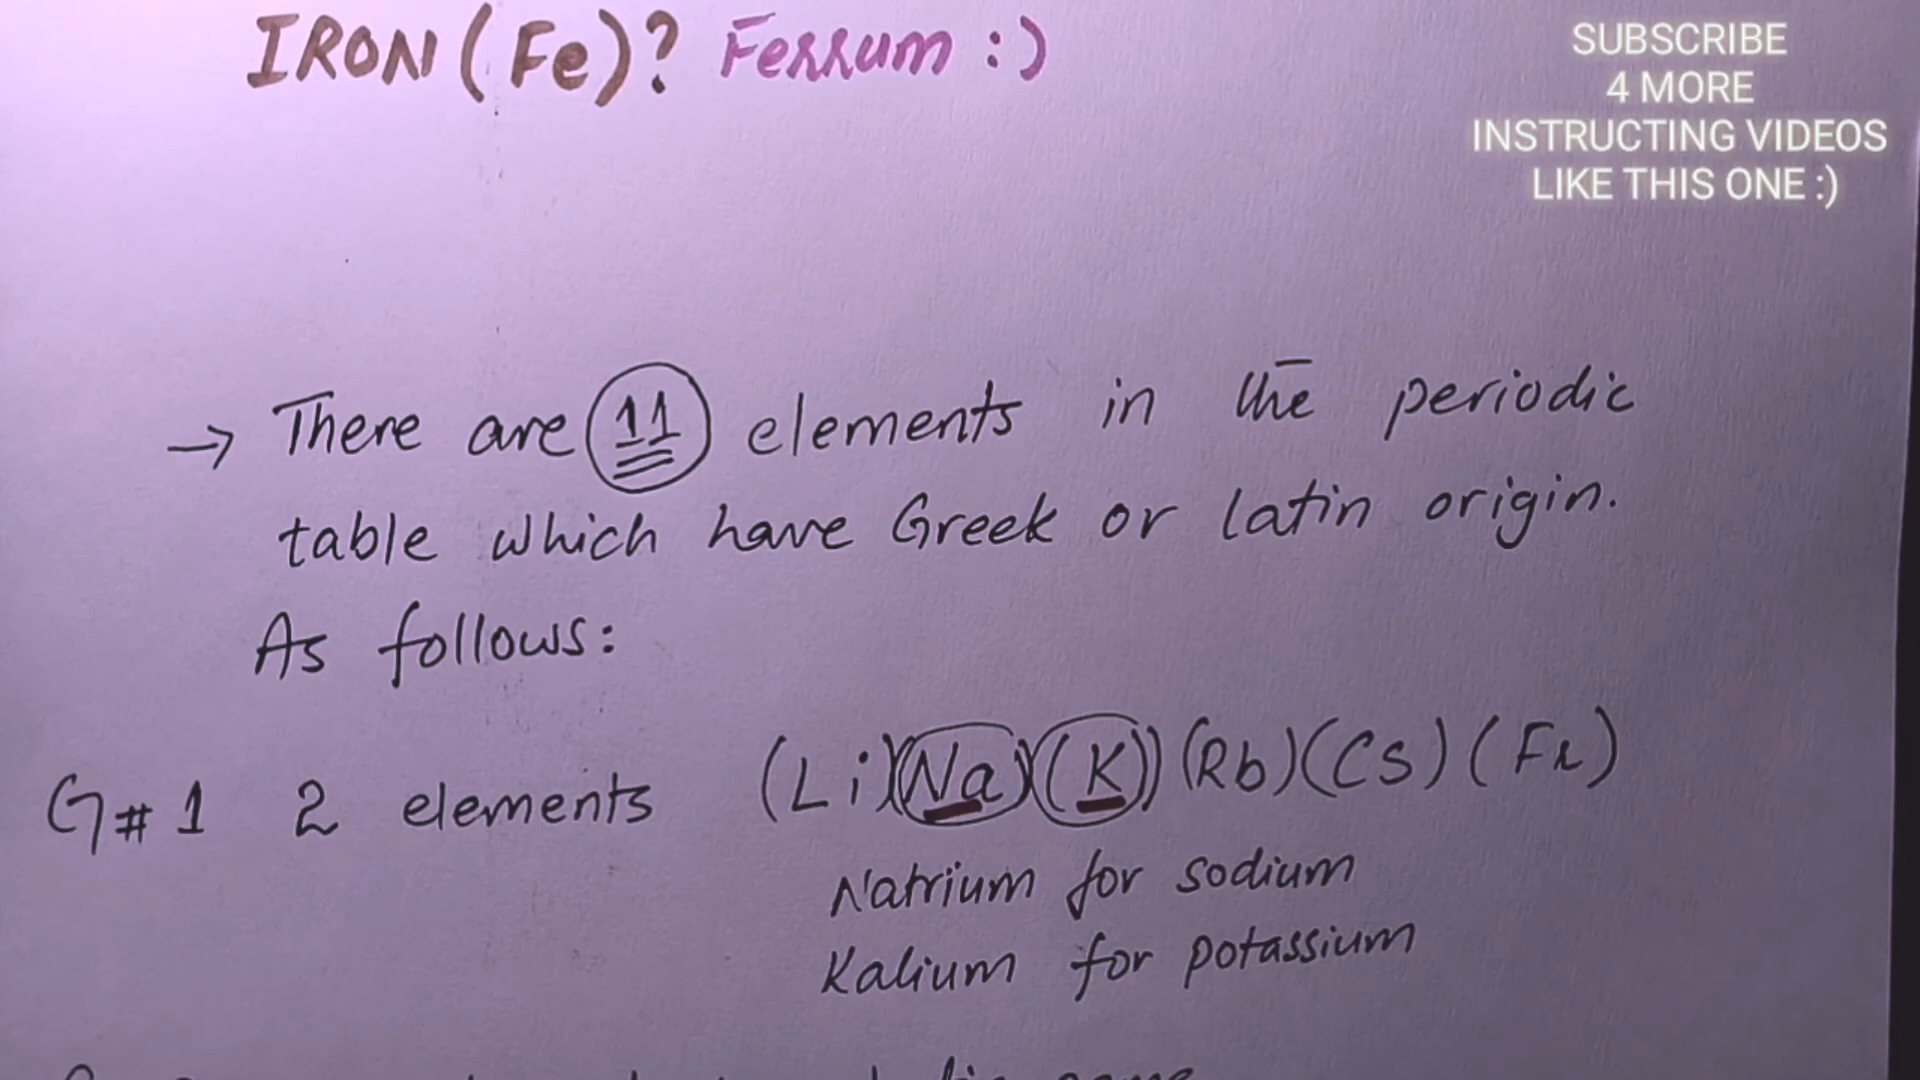 IRON (Fe)? Ferrum :)
SUBSCRIBE
4 MORE
INSTRUCTING VIDEOS
LIKE THIS ONE :)
→ There are 11 elements in the periodic
table which have Greek or latin origin.
As follows:
G# 1 2 elements (Li)(Na)(K)(Rb)(Cs)(Fr)
Natrium for sodium
Kalium for potassium